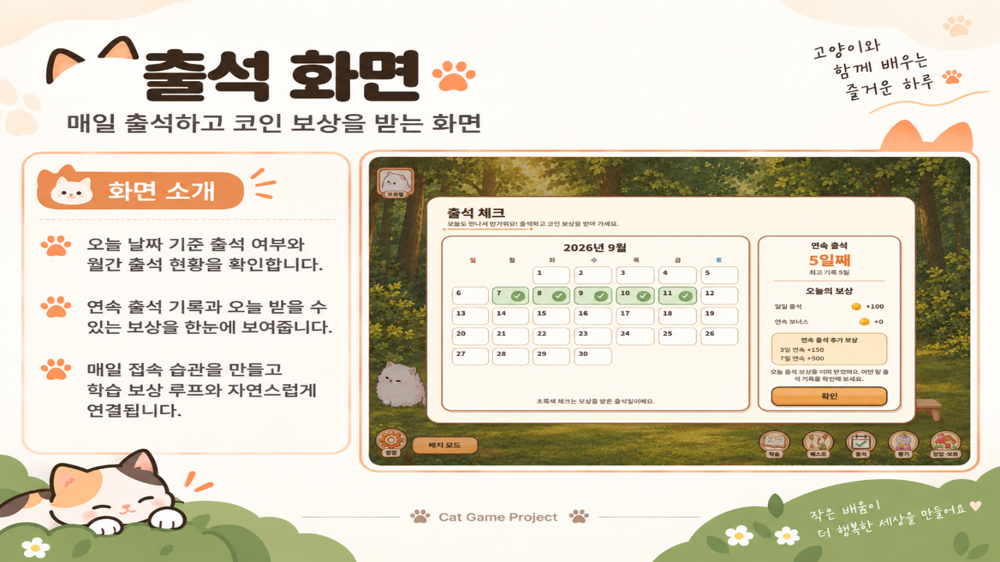 출석 화면
매일 출석하고 코인 보상을 받는 화면
고양이와
함께 배우는
즐거운 하루
화면 소개
오늘 날짜 기준 출석 여부와
월간 출석 현황을 확인합니다.
연속 출석 기록과 오늘 받을 수
있는 보상을 한눈에 보여줍니다.
매일 접속 습관을 만들고
학습 보상 루프와 자연스럽게
연결됩니다.
프로필
출석 체크
오늘도 만나서 반가워요! 출석하고 코인 보상을 받아 가세요.
2026년 9월
일 월 화 수 목 금 토
1 2 3 4 5
6 7 8 9 10 11 12
13 14 15 16 17 18 19
20 21 22 23 24 25 26
27 28 29 30
초록색 체크는 보상을 받은 출석일이에요.
연속 출석
5일째
최고 기록 5일
오늘의 보상
일일 출석 +100
연속 보너스 +0
연속 출석 추가 보상
3일 연속 +150
7일 연속 +500
오늘 출석 보상을 이미 받았어요. 이번 달 출
석 기록을 확인해 보세요.
확인
설정
배치 모드
학습 퀘스트 출석 뽑기 상점·보유
Cat Game Project
작은 배움이
더 행복한 세상을 만들어요